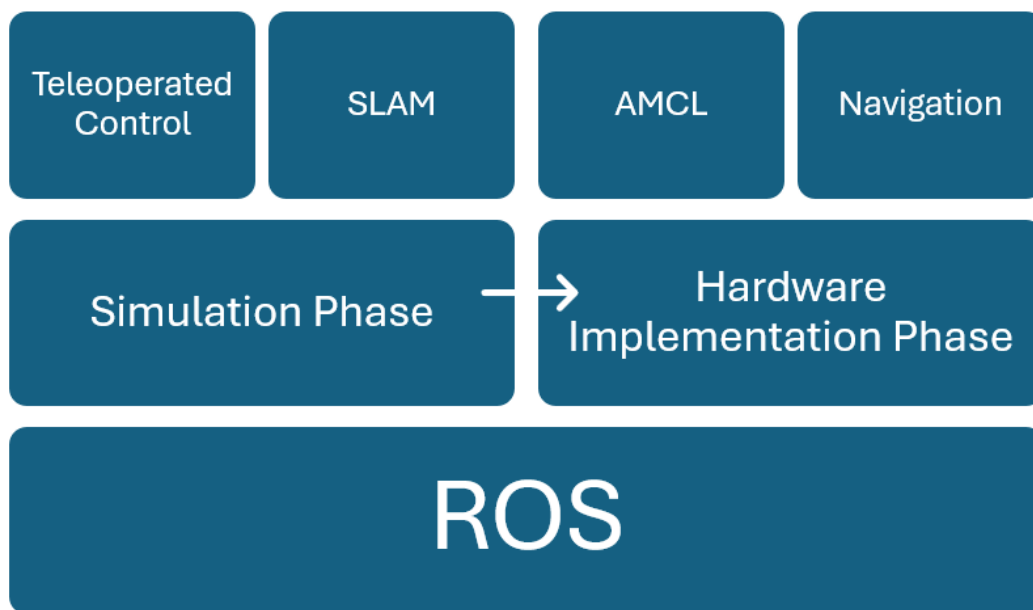 Teleoperated
Control
SLAM
AMCL
Navigation
Simulation Phase
Hardware
Implementation Phase
ROS